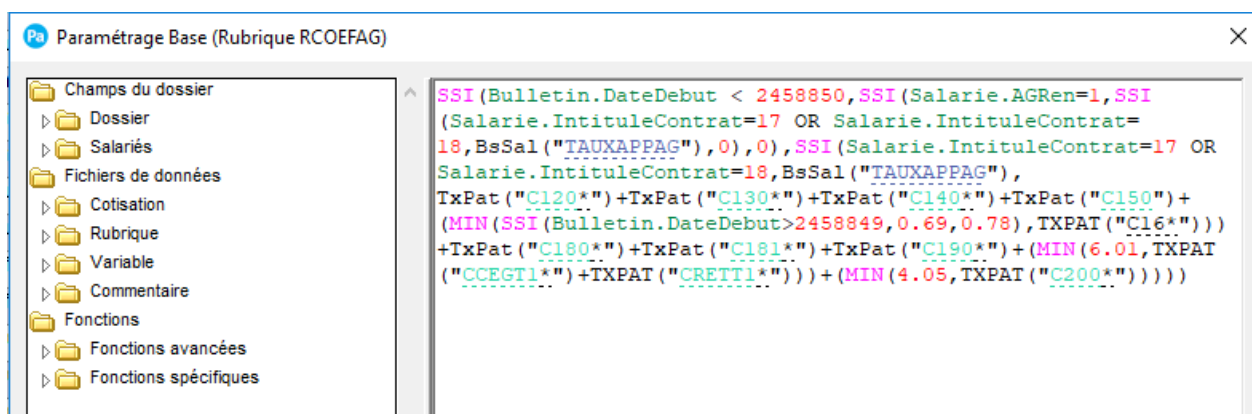 Pa Paramétrage Base (Rubrique RCOEFAG)
Champs du dossier
Dossier
Salariés
Fichiers de données
Cotisation
Rubrique
Variable
Commentaire
Fonctions
Fonctions avancées
Fonctions spécifiques
SSI(Bulletin.DateDebut < 2458850,SSI(Salarie.AGRen=1,SSI
(Salarie.IntituleContrat=17 OR Salarie.IntituleContrat=
18,BsSal("TAUXAPPAG"),0),0),SSI(Salarie.IntituleContrat=17 OR
Salarie.IntituleContrat=18,BsSal("TAUXAPPAG"),
TxPat("C120*")+TxPat("C130*")+TxPat("C140*")+TxPat("C150")+
(MIN(SSI(Bulletin.DateDebut>2458849,0.69,0.78),TXPAT("C16*")))
+TxPat("C180*")+TxPat("C181*")+TxPat("C190*")+(MIN(6.01,TXPAT
("CCEGT1*")+TXPAT("CRETT1*")))+(MIN(4.05,TXPAT("C200*")))))